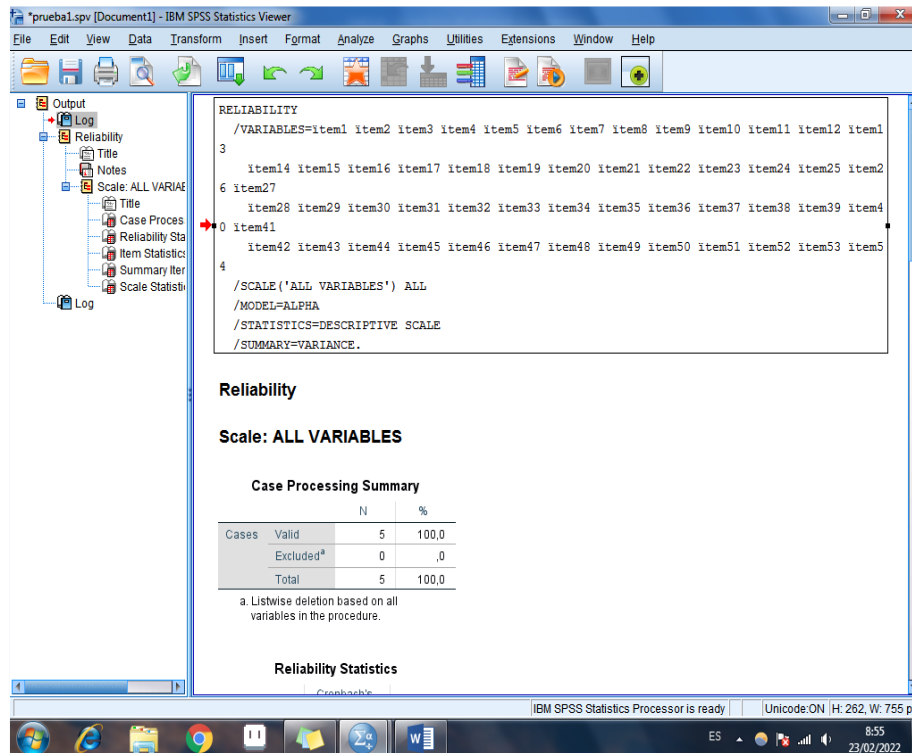 *prueba1.spv [Document1] - IBM SPSS Statistics Viewer
File Edit View Data Transform Insert Format Analyze Graphs Utilities Extensions Window Help
Output
Log
Reliability
Title
Notes
Scale: ALL VARIAB
Title
Case Proces
Reliability Sta
Item Statistics
Summary Iter
Scale Statisti
Log
RELIABILITY
/VARIABLES=item1 item2 item3 item4 item5 item6 item7 item8 item9 item10 item11 item12 item1
3
item14 item15 item16 item17 item18 item19 item20 item21 item22 item23 item24 item25 item2
6 item27
item28 item29 item30 item31 item32 item33 item34 item35 item36 item37 item38 item39 item4
0 item41
item42 item43 item44 item45 item46 item47 item48 item49 item50 item51 item52 item53 item5
4
/SCALE('ALL VARIABLES') ALL
/MODEL=ALPHA
/STATISTICS=DESCRIPTIVE SCALE
/SUMMARY=VARIANCE.
Reliability
Scale: ALL VARIABLES
Case Processing Summary
N %
Cases Valid 5 100,0
Excludedᵃ 0 ,0
Total 5 100,0
a. Listwise deletion based on all
variables in the procedure.
Reliability Statistics
Cronbach's
IBM SPSS Statistics Processor is ready Unicode:ON H: 262, W: 755 p
W ES 8:55
23/02/2022